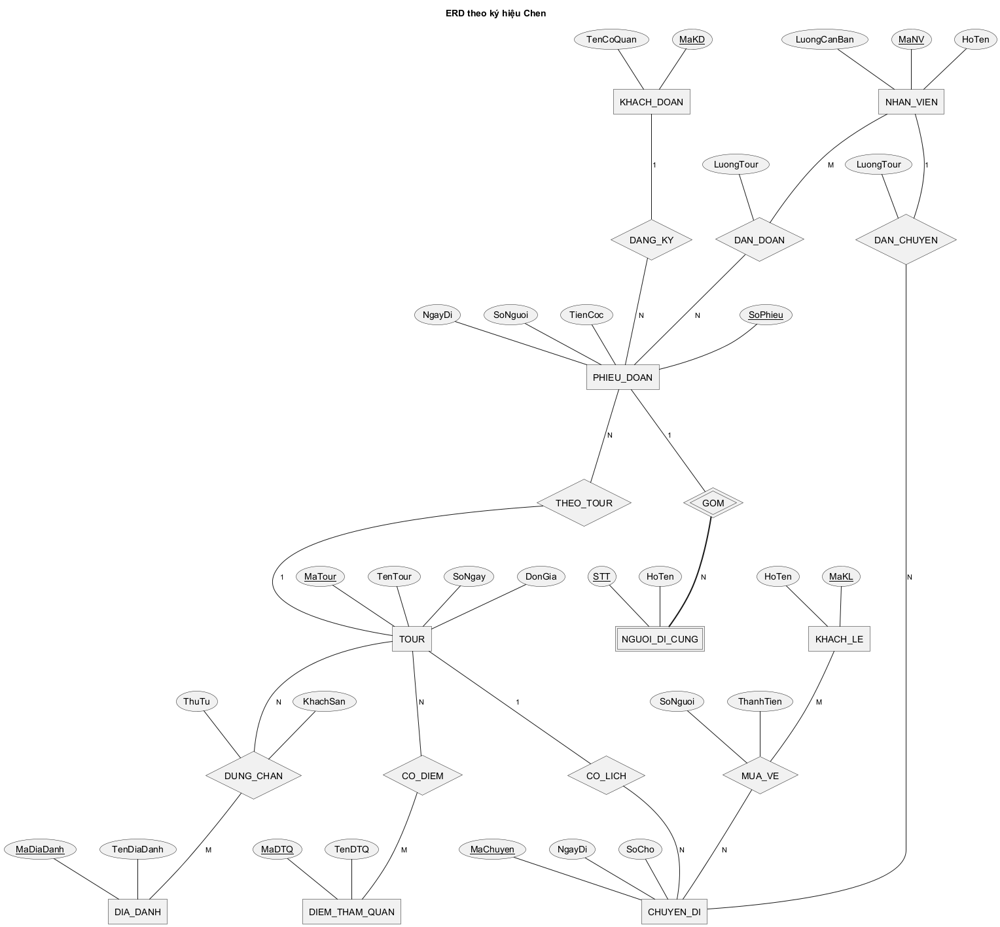 ERD theo ký hiệu Chen
TenCoQuan
MaKD
LuongCanBan
MaNV
HoTen
KHACH_DOAN
NHAN_VIEN
LuongTour
1
M
LuongTour
1
DANG_KY
DAN_DOAN
DAN_CHUYEN
NgayDi
SoNguoi
TienCoc
N
N
SoPhieu
PHIEU_DOAN
N
1
THEO_TOUR
GOM
1
MaTour
TenTour
SoNgay
DonGia
STT
HoTen
N
HoTen
MaKL
N
TOUR
NGUOI_DI_CUNG
KHACH_LE
ThuTu
N
KhachSan
N
1
SoNguoi
ThanhTien
M
DUNG_CHAN
CO_DIEM
CO_LICH
MUA_VE
MaDiaDanh
TenDiaDanh
M
MaDTQ
TenDTQ
M
MaChuyen
NgayDi
SoCho
N
N
DIA_DANH
DIEM_THAM_QUAN
CHUYEN_DI